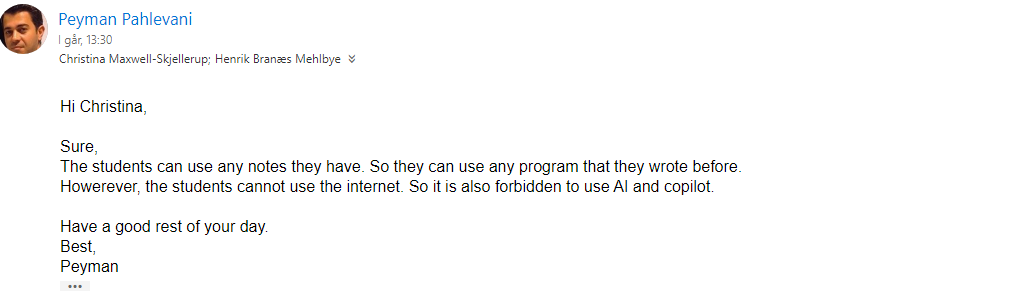 Peyman Pahlevani
I går, 13:30
Christina Maxwell-Skjellerup; Henrik Branæs Mehlbye
Hi Christina,
Sure,
The students can use any notes they have. So they can use any program that they wrote before.
Howerever, the students cannot use the internet. So it is also forbidden to use AI and copilot.
Have a good rest of your day.
Best,
Peyman